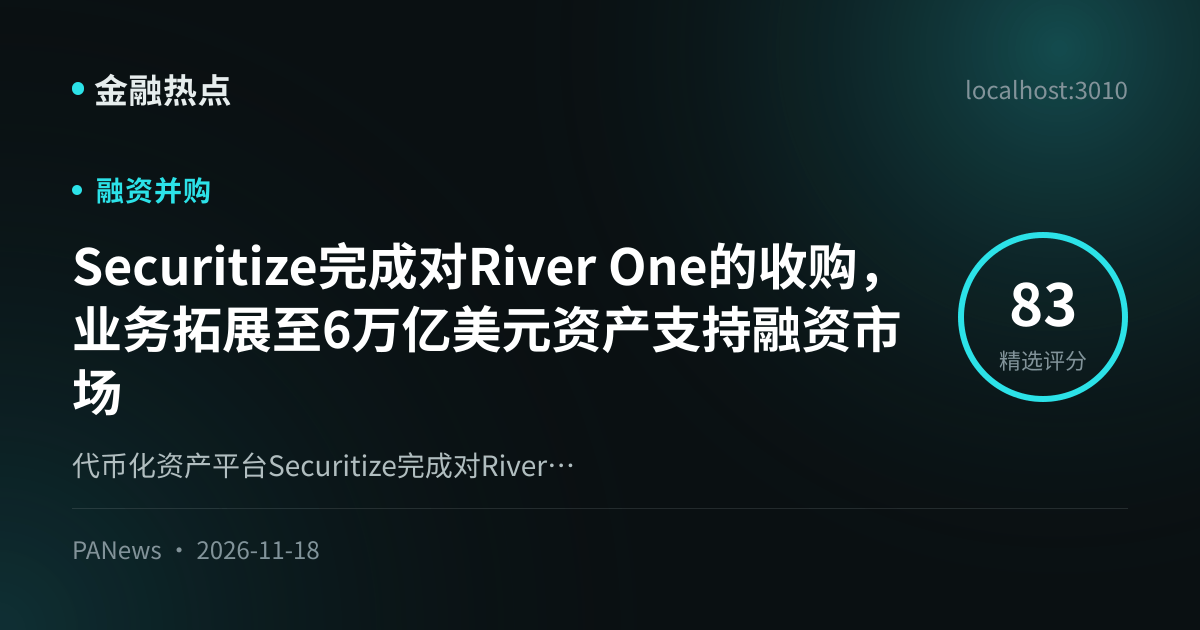 金融热点
localhost:3010
融资并购
Securitize完成对River One的收购，
业务拓展至6万亿美元资产支持融资市
场
83
精选评分
代币化资产平台Securitize完成对River…
PANews • 2026-11-18